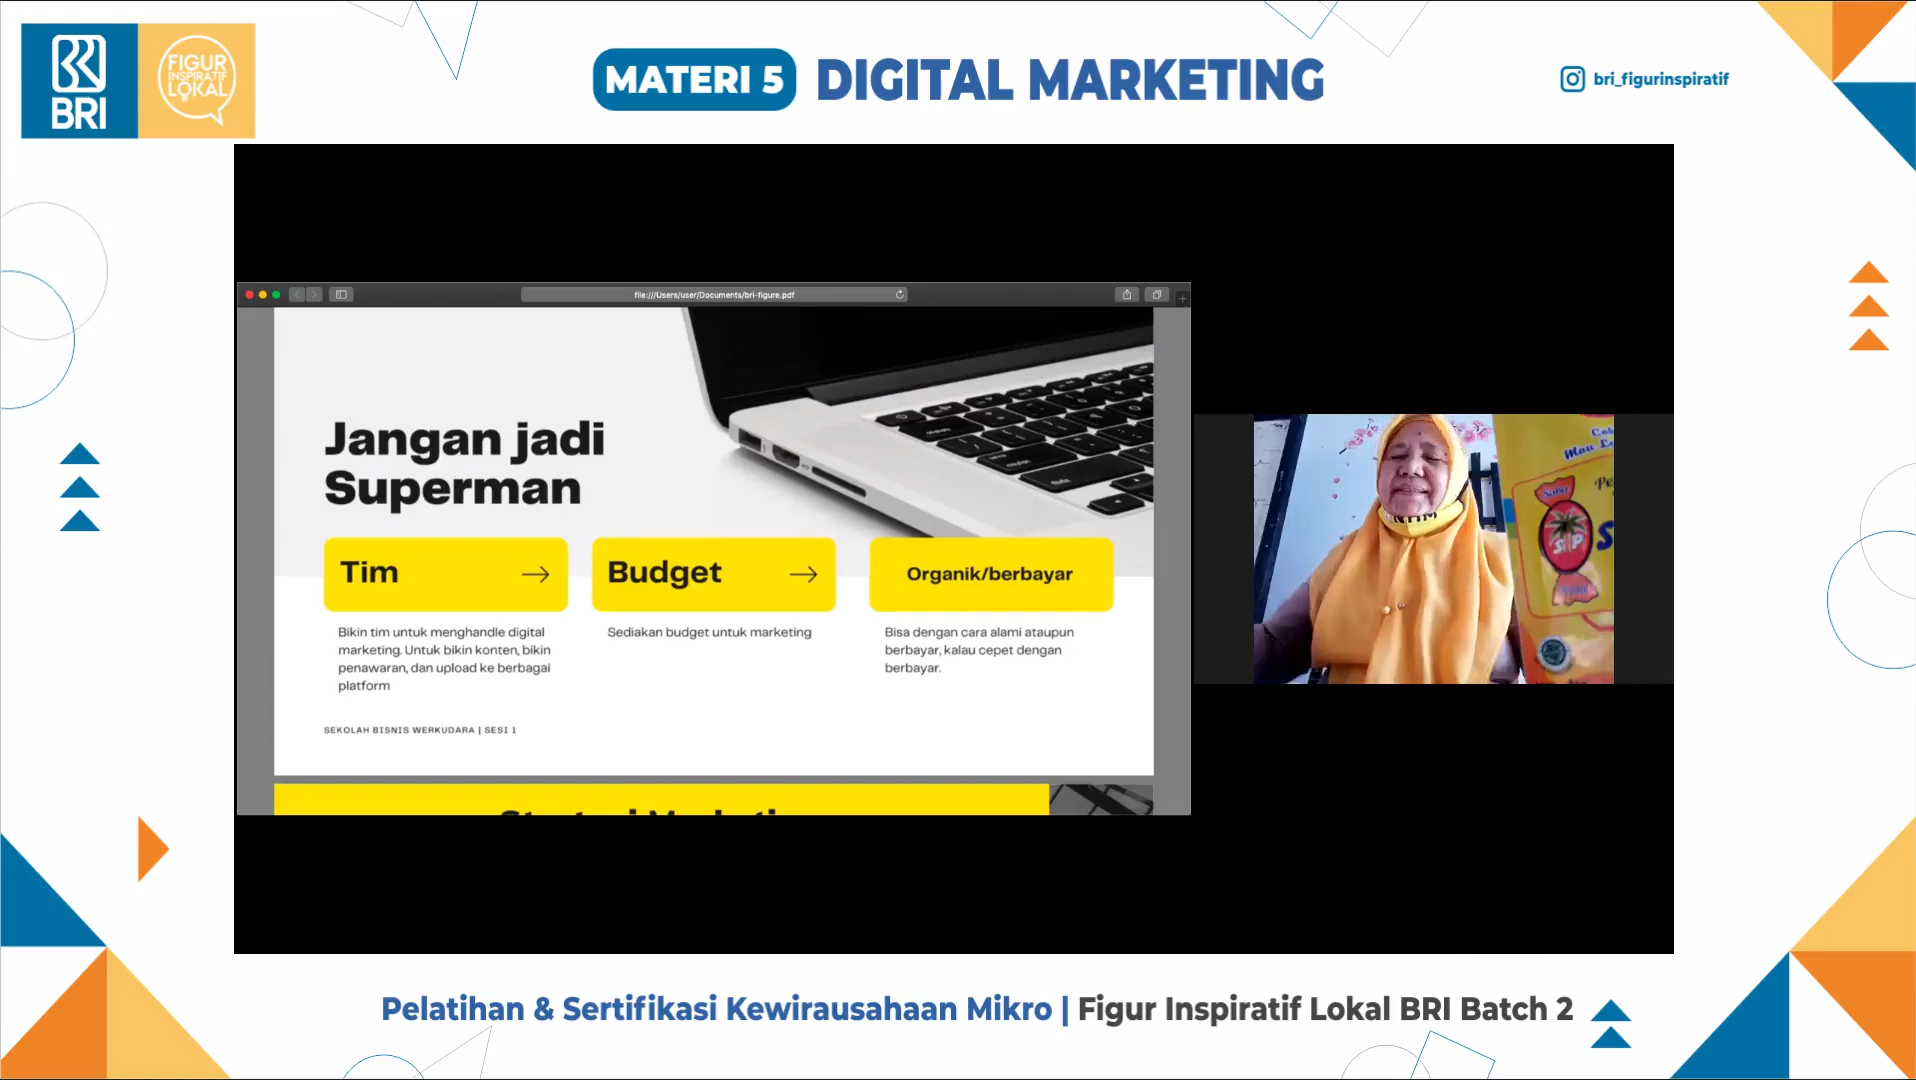 BRI
FIGUR
INSPIRATIF
LOKAL
MATERI 5 DIGITAL MARKETING
bri_figurinspiratif
file:///Users/user/Documents/bri-figure.pdf
Jangan jadi
Superman
Tim
Bikin tim untuk menghandle digital
marketing. Untuk bikin konten, bikin
penawaran, dan upload ke berbagai
platform
Budget
Sediakan budget untuk marketing
Organik/berbayar
Bisa dengan cara alami ataupun
berbayar, kalau cepet dengan
berbayar.
SEKOLAH BISNIS WERKUDARA | SESI 1
Mau
Pelatihan & Sertifikasi Kewirausahaan Mikro | Figur Inspiratif Lokal BRI Batch 2